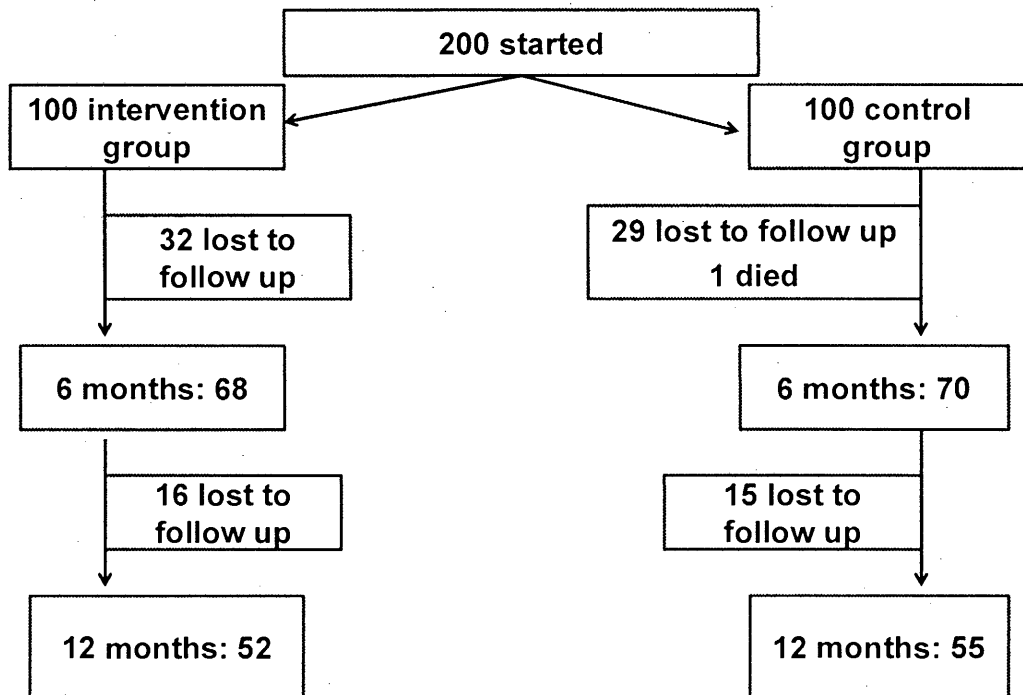 200 started
100 intervention
group
100 control
group
32 lost to
follow up
29 lost to follow up
1 died
6 months: 68
6 months: 70
16 lost to
follow up
15 lost to
follow up
12 months: 52
12 months: 55